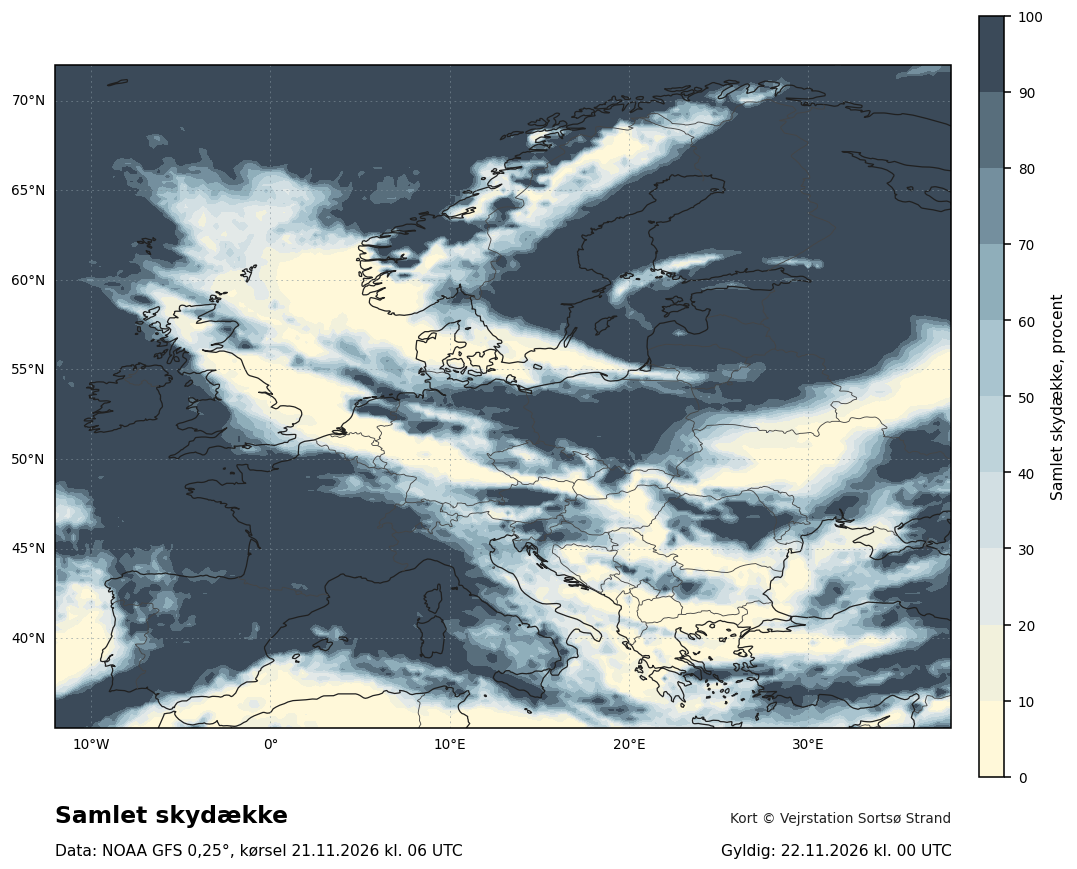 100
90
80
70
60
50
40
30
20
10
0
Samlet skydække, procent
70°N
65°N
60°N
55°N
50°N
45°N
40°N
10°W
0°
10°E
20°E
30°E
Samlet skydække
Kort © Vejrstation Sortsø Strand
Data: NOAA GFS 0,25°, kørsel 21.11.2026 kl. 06 UTC
Gyldig: 22.11.2026 kl. 00 UTC